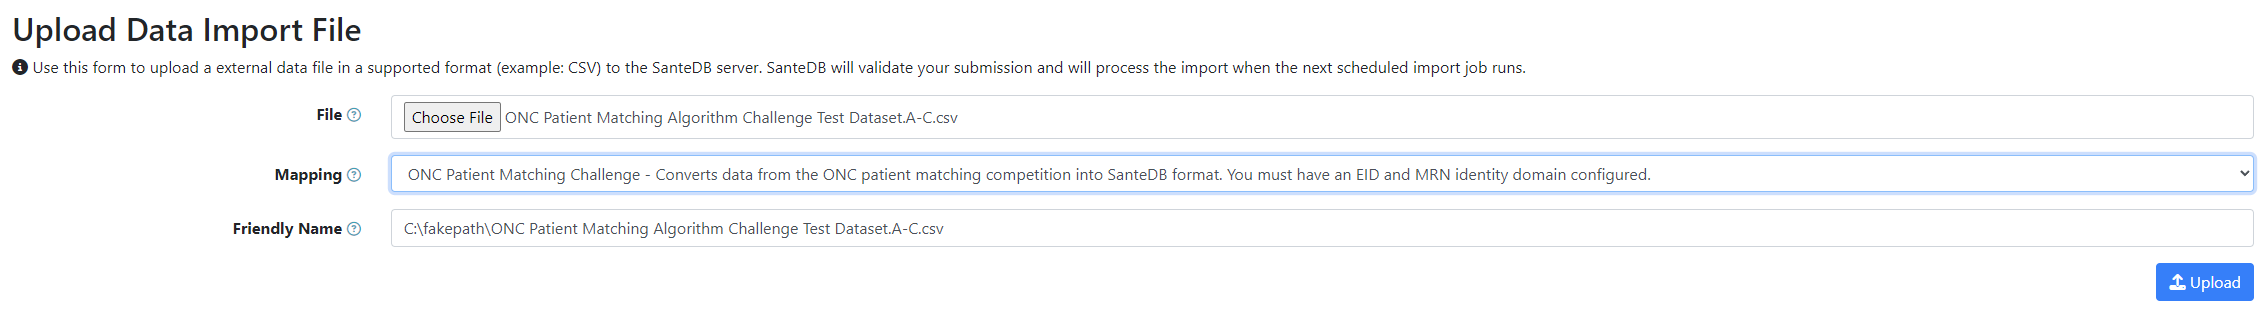 Upload Data Import File
Use this form to upload a external data file in a supported format (example: CSV) to the SanteDB server. SanteDB will validate your submission and will process the import when the next scheduled import job runs.
File
Choose File ONC Patient Matching Algorithm Challenge Test Dataset.A-C.csv
Mapping
ONC Patient Matching Challenge - Converts data from the ONC patient matching competition into SanteDB format. You must have an EID and MRN identity domain configured.
Friendly Name
C:\fakepath\ONC Patient Matching Algorithm Challenge Test Dataset.A-C.csv
Upload